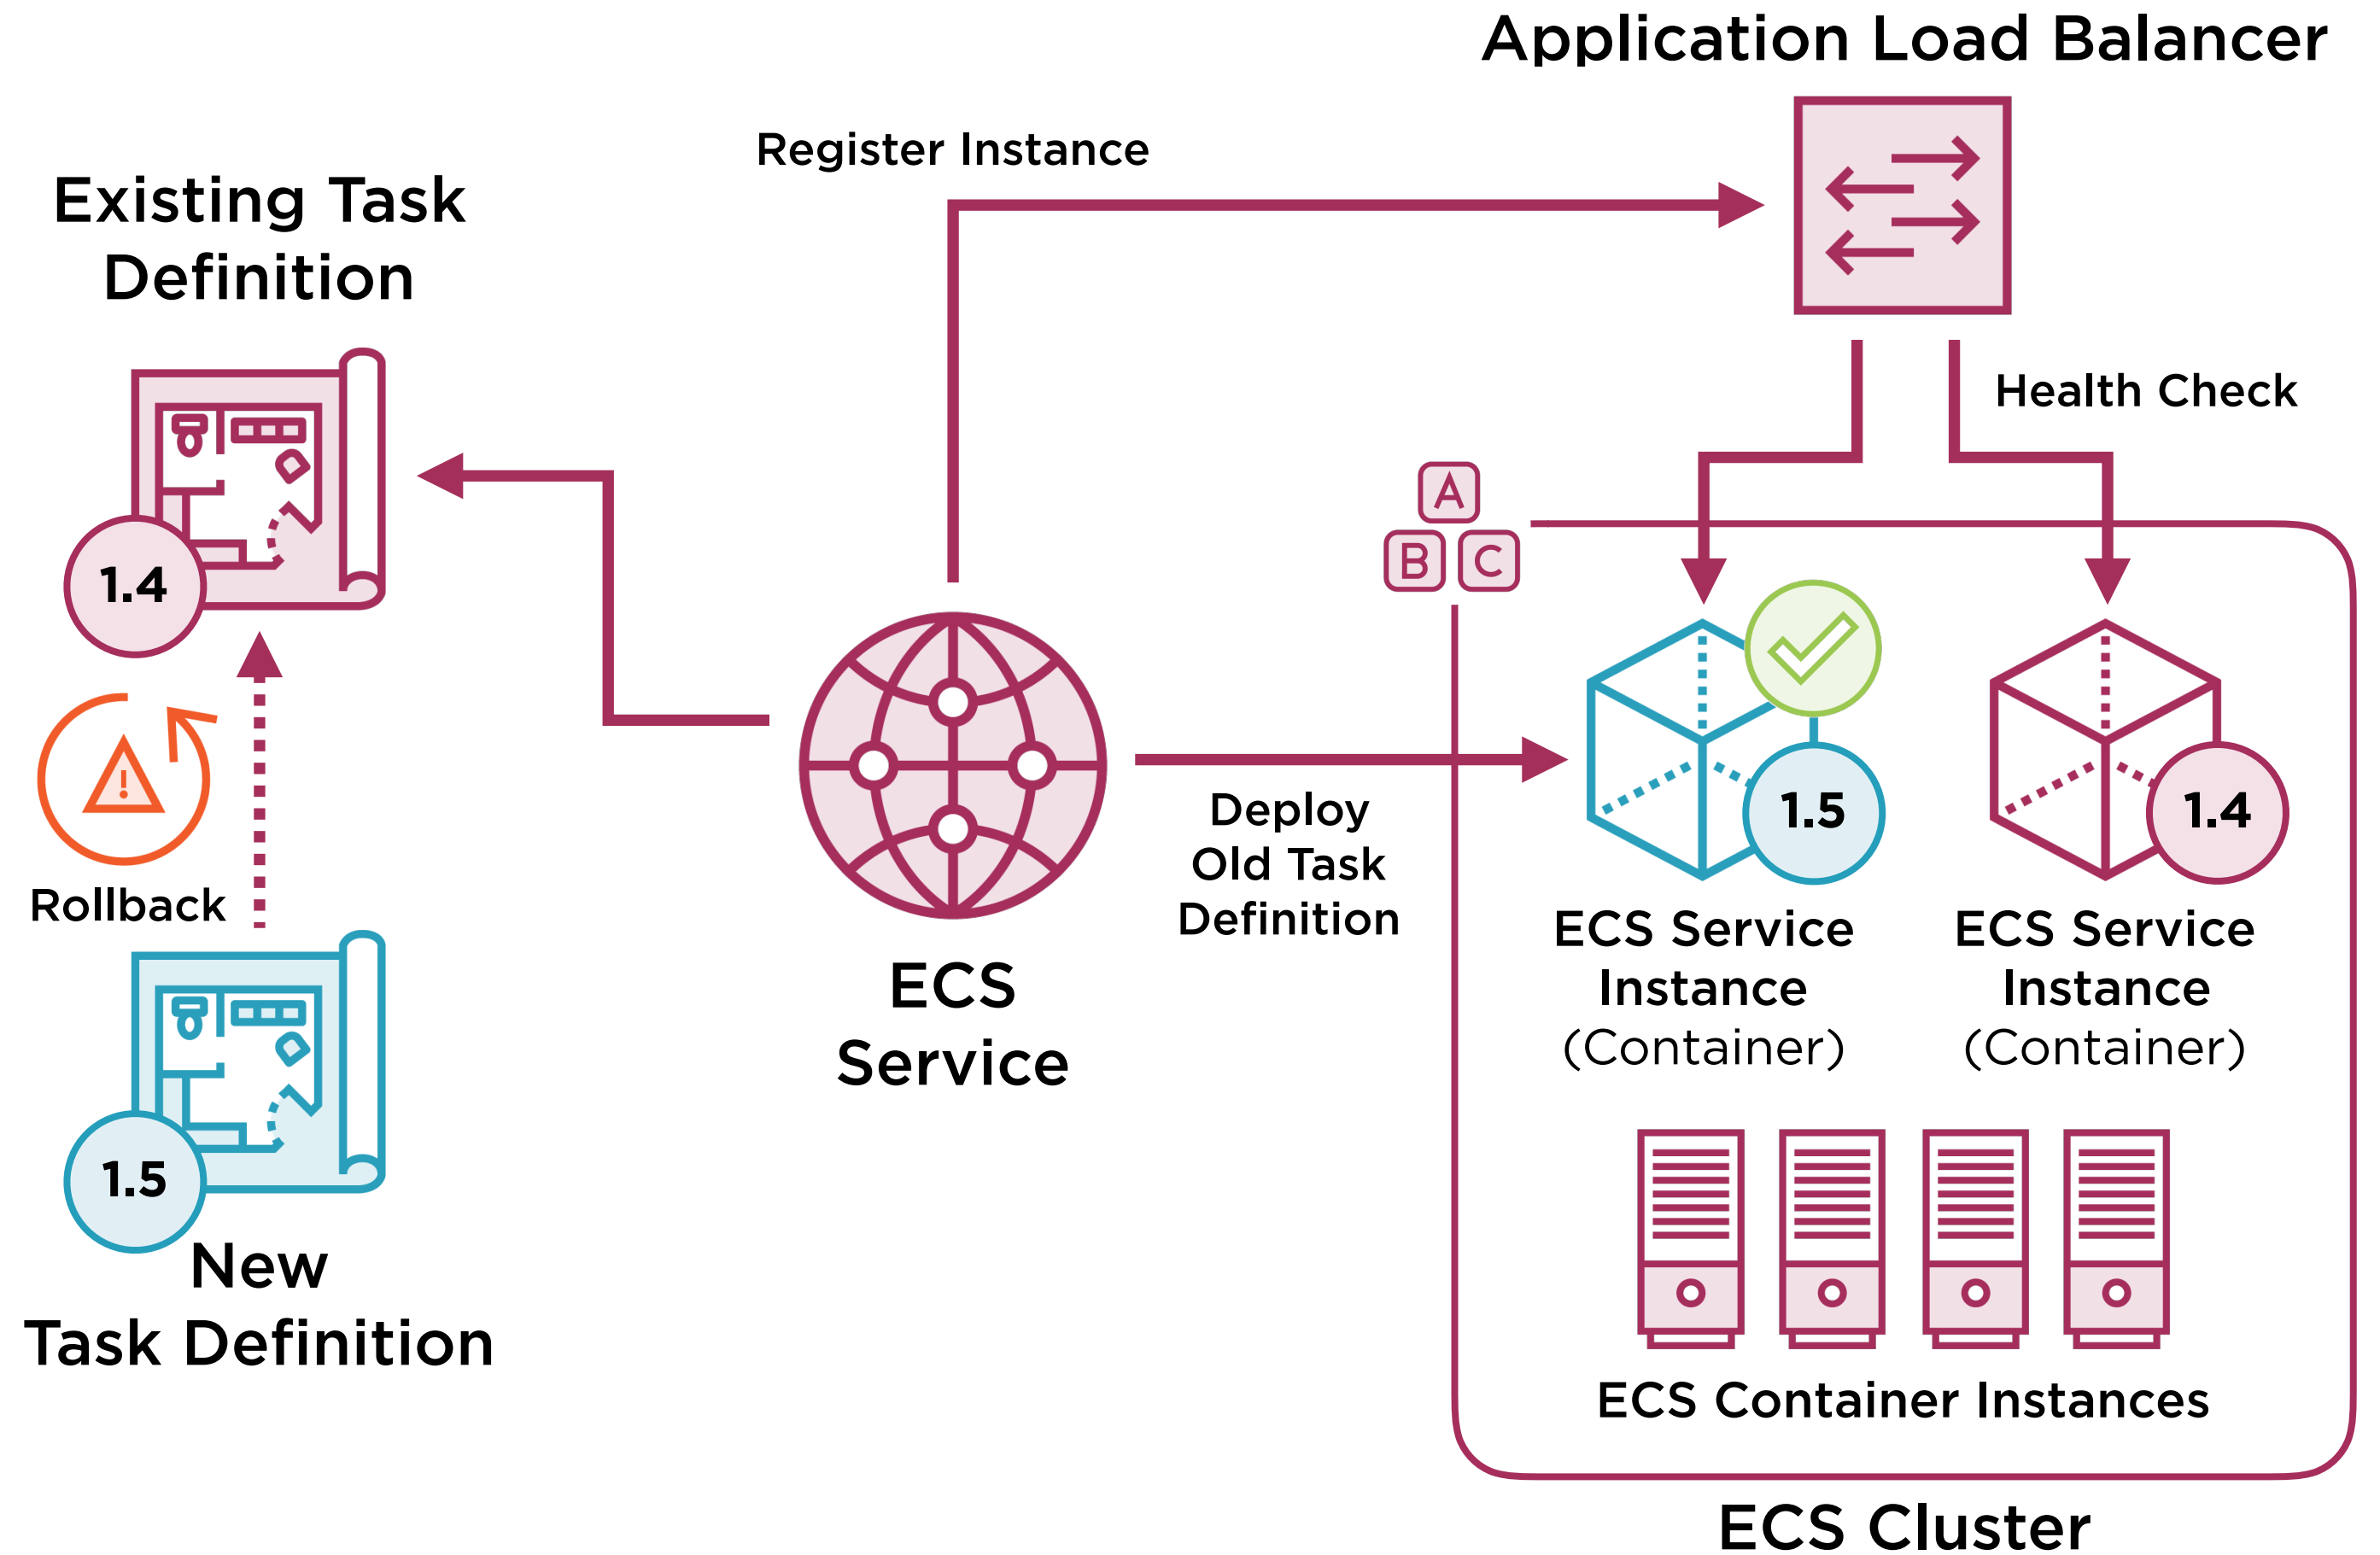 Application Load Balancer
Register Instance
Existing Task
Definition
Health Check
A
B
C
1.4
Rollback
1.5
New
Task Definition
ECS
Service
Deploy
Old Task
Definition
1.5
1.4
ECS Service
Instance
(Container)
ECS Service
Instance
(Container)
ECS Container Instances
ECS Cluster